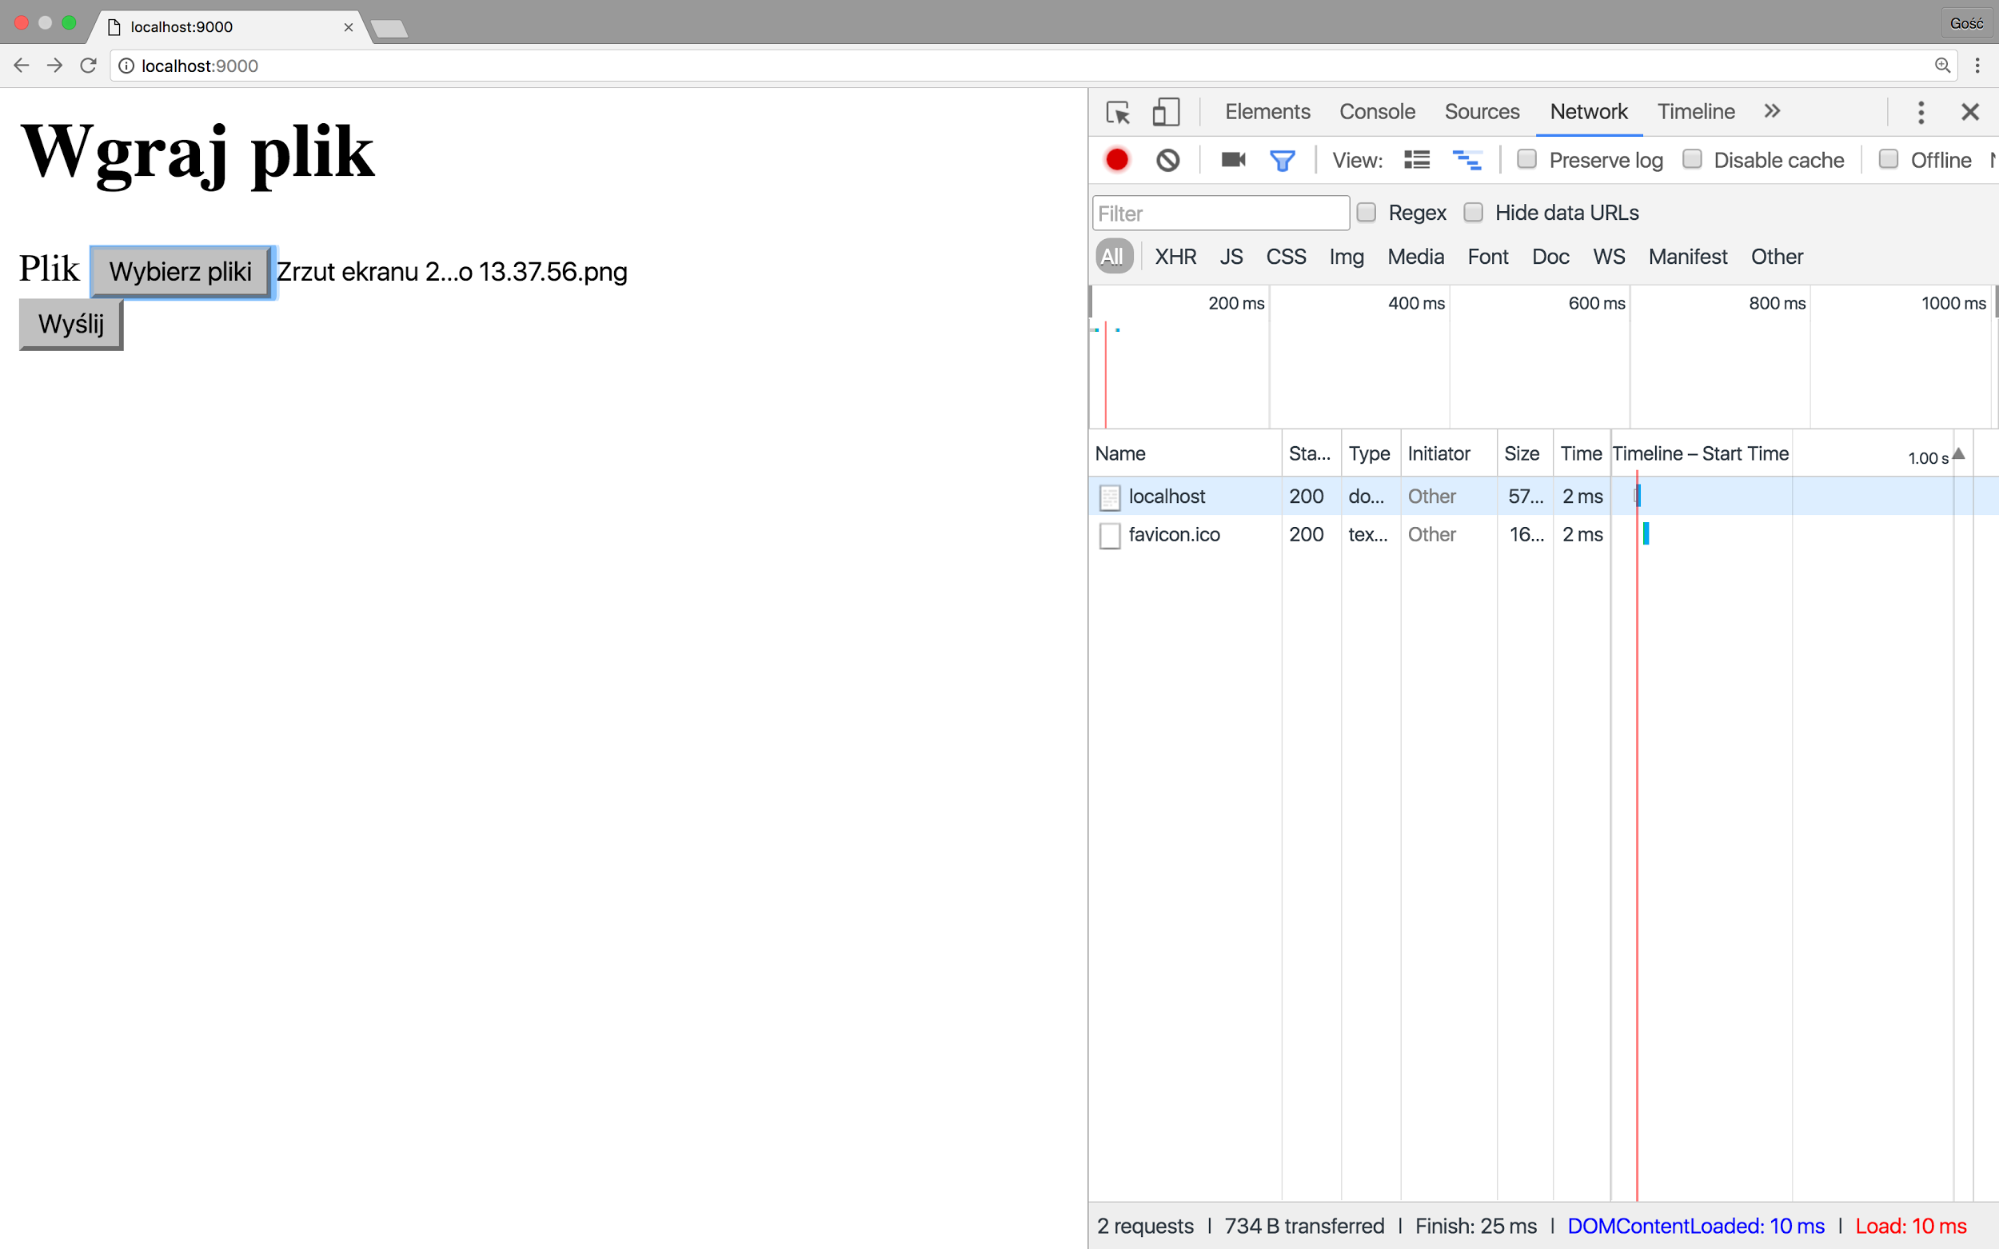 localhost:9000
Gość
localhost:9000
Wgraj plik
Plik Wybierz pliki Zrzut ekranu 2...o 13.37.56.png
Wyślij
Elements Console Sources Network Timeline
View: Preserve log Disable cache Offline
Filter Regex Hide data URLs
All XHR JS CSS Img Media Font Doc WS Manifest Other
200 ms 400 ms 600 ms 800 ms 1000 ms
Name Sta... Type Initiator Size Time Timeline – Start Time 1.00 s
localhost 200 do... Other 57... 2 ms
favicon.ico 200 tex... Other 16... 2 ms
2 requests | 734 B transferred | Finish: 25 ms | DOMContentLoaded: 10 ms | Load: 10 ms